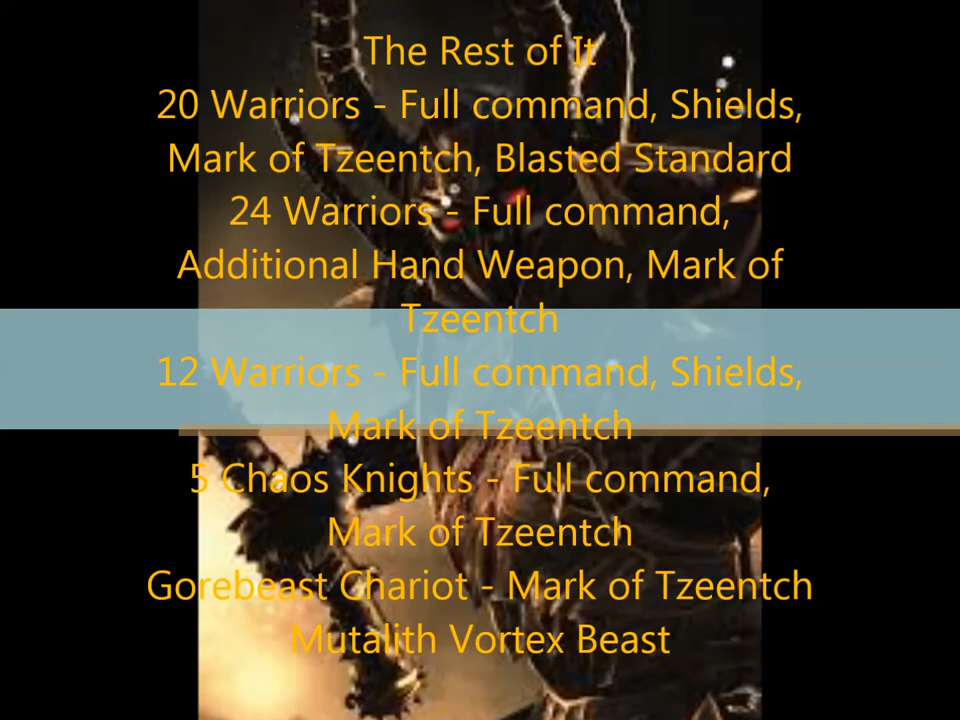 The Rest of It
20 Warriors - Full command, Shields,
Mark of Tzeentch, Blasted Standard
24 Warriors - Full command,
Additional Hand Weapon, Mark of
Tzeentch
12 Warriors - Full command, Shields,
Mark of Tzeentch
5 Chaos Knights - Full command,
Mark of Tzeentch
Gorebeast Chariot - Mark of Tzeentch
Mutalith Vortex Beast